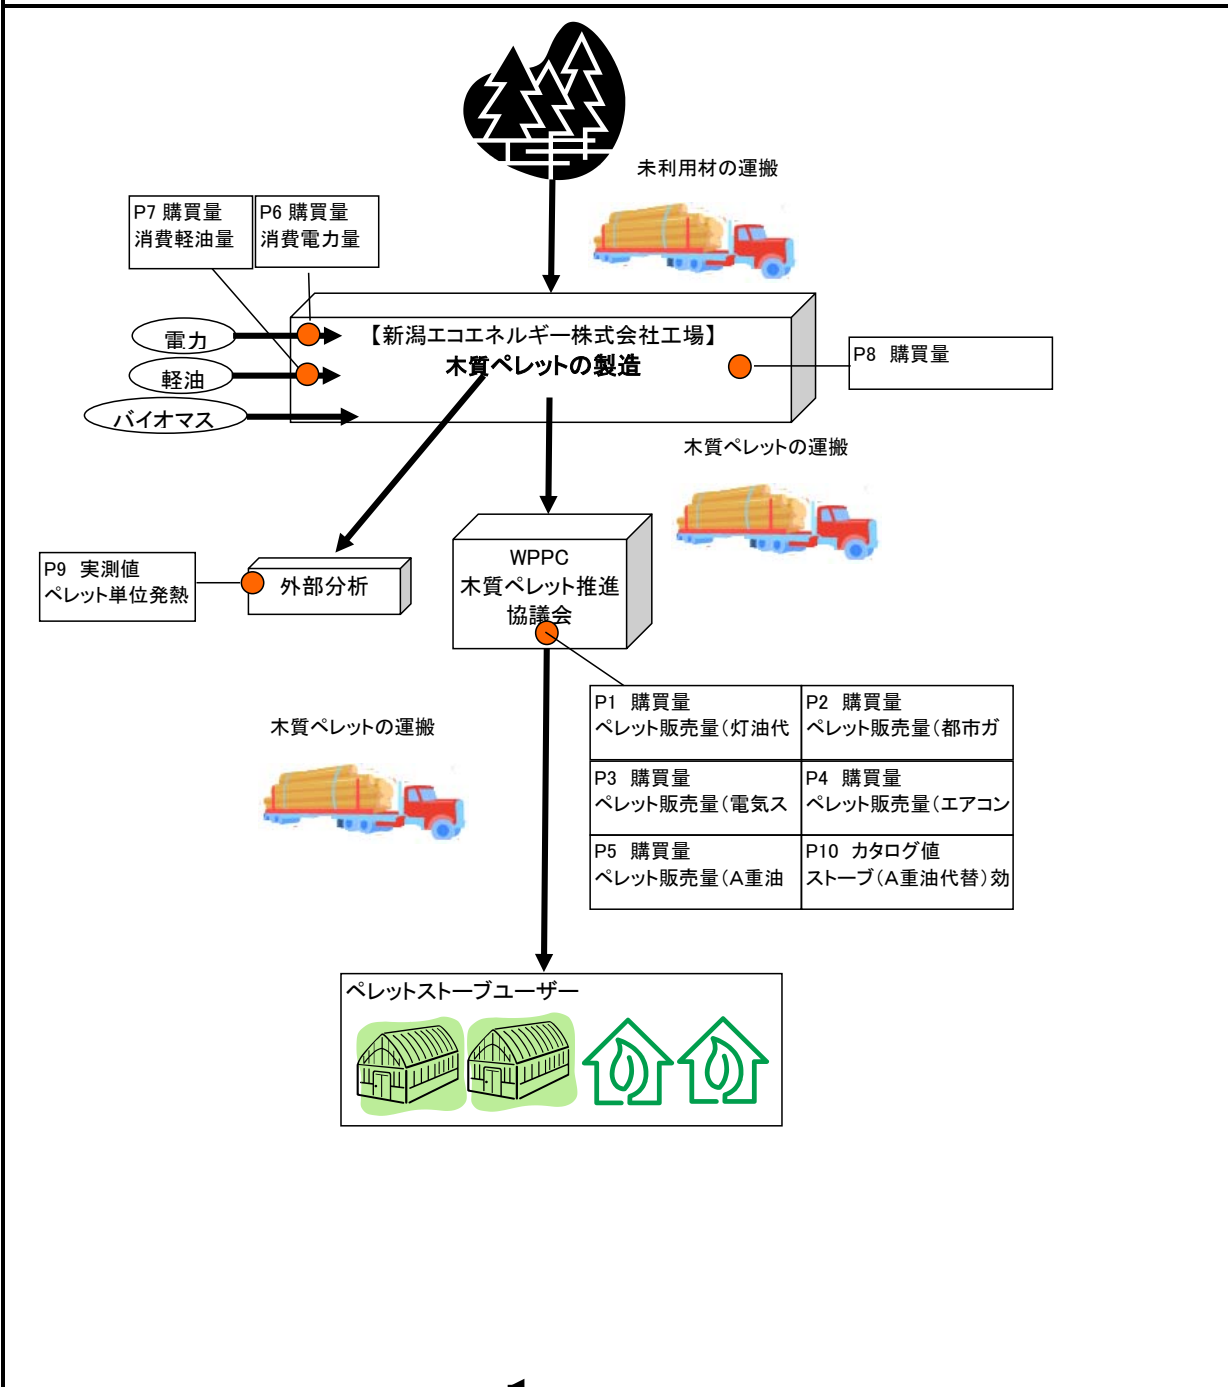 未利用材の運搬
P7 購買量
消費軽油量
P6 購買量
消費電力量
電力
軽油
バイオマス
【新潟エコエネルギー株式会社工場】
木質ペレットの製造
P8 購買量
木質ペレットの運搬
P9 実測値
ペレット単位発熱
外部分析
WPPC
木質ペレット推進
協議会
P1 購買量
ペレット販売量(灯油代
P2 購買量
ペレット販売量(都市ガ
木質ペレットの運搬
P3 購買量
ペレット販売量(電気ス
P4 購買量
ペレット販売量(エアコン
P5 購買量
ペレット販売量(A重油
P10 カタログ値
ストーブ(A重油代替)効
ペレットストーブユーザー